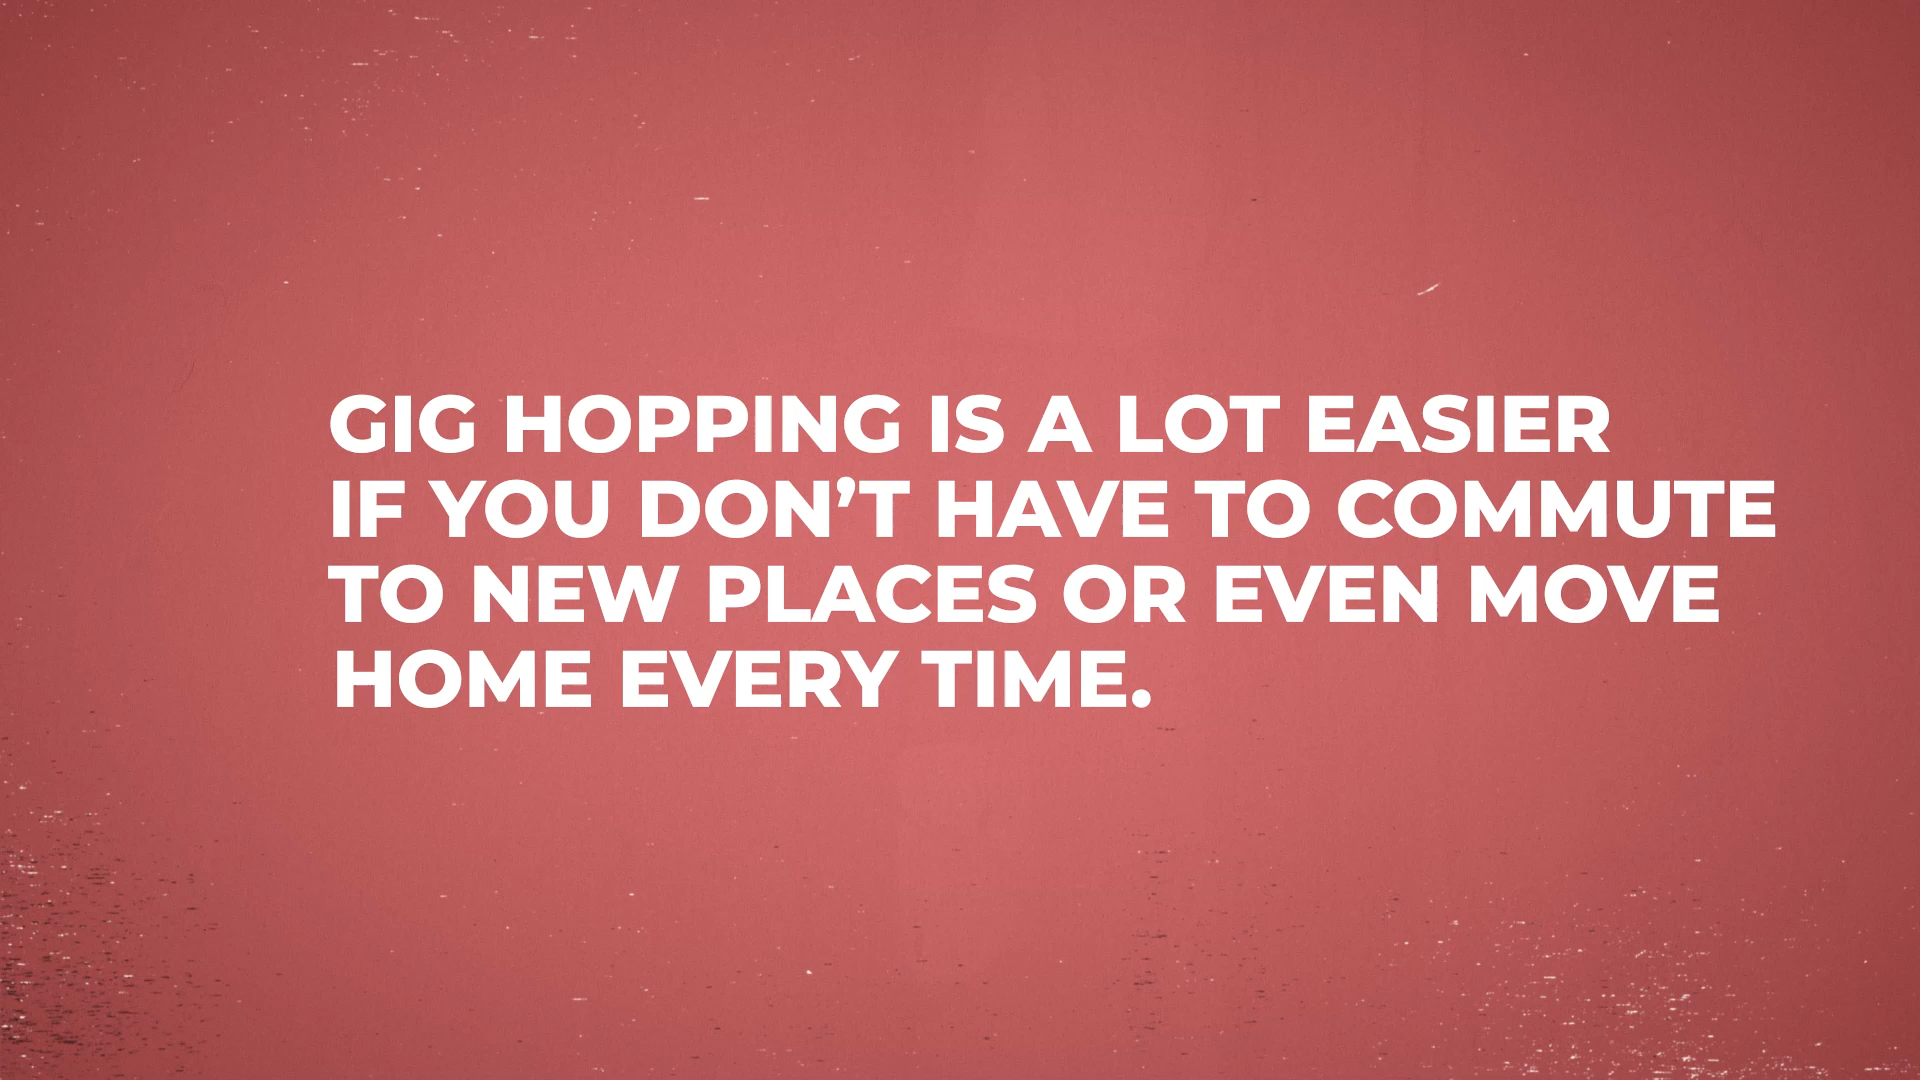 GIG HOPPING IS A LOT EASIER
IF YOU DON’T HAVE TO COMMUTE
TO NEW PLACES OR EVEN MOVE
HOME EVERY TIME.